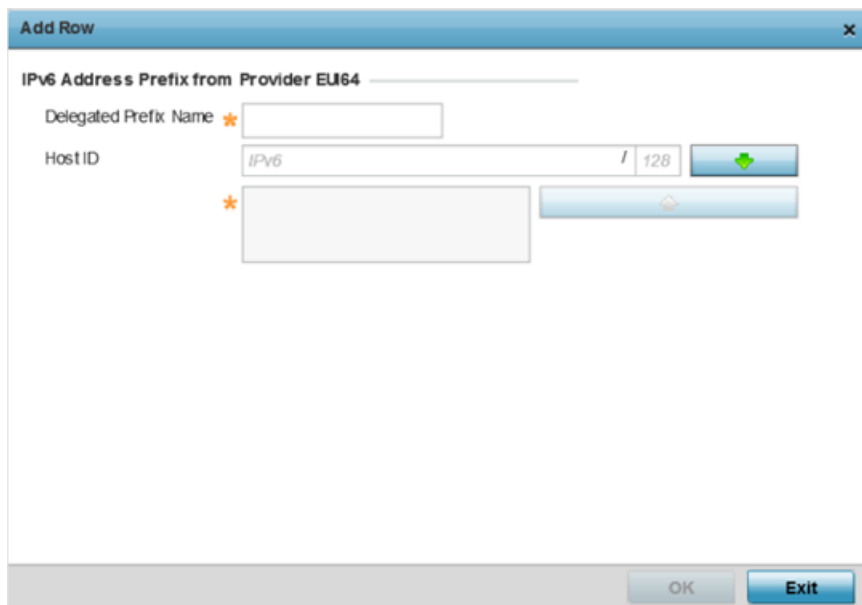 Add Row ×
IPv6 Address Prefix from Provider EUI64
Delegated Prefix Name *
Host ID IPv6 / 128
*
OK Exit